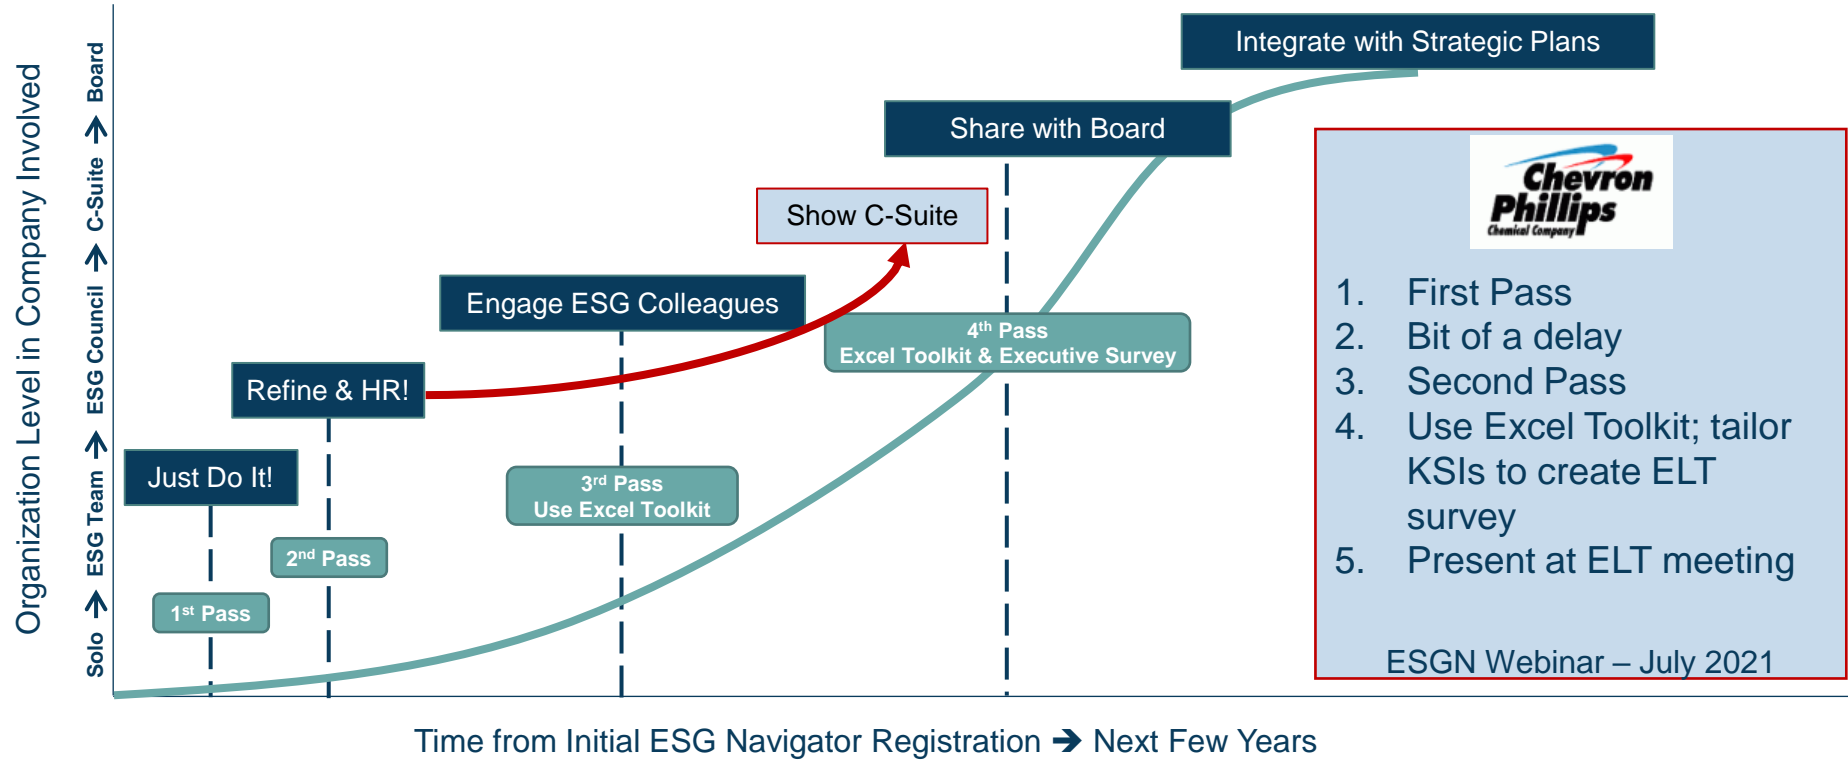 Integrate with Strategic Plans
Share with Board
Show C-Suite
Engage ESG Colleagues
4th Pass
Excel Toolkit & Executive Survey
Refine & HR!
Just Do It!
3rd Pass
Use Excel Toolkit
2nd Pass
1st Pass
Organization Level in Company Involved
Solo → ESG Team → ESG Council → C-Suite → Board
Chevron
Phillips
Chemical Company
1. First Pass
2. Bit of a delay
3. Second Pass
4. Use Excel Toolkit; tailor
KSIs to create ELT
survey
5. Present at ELT meeting
ESGN Webinar – July 2021
Time from Initial ESG Navigator Registration → Next Few Years